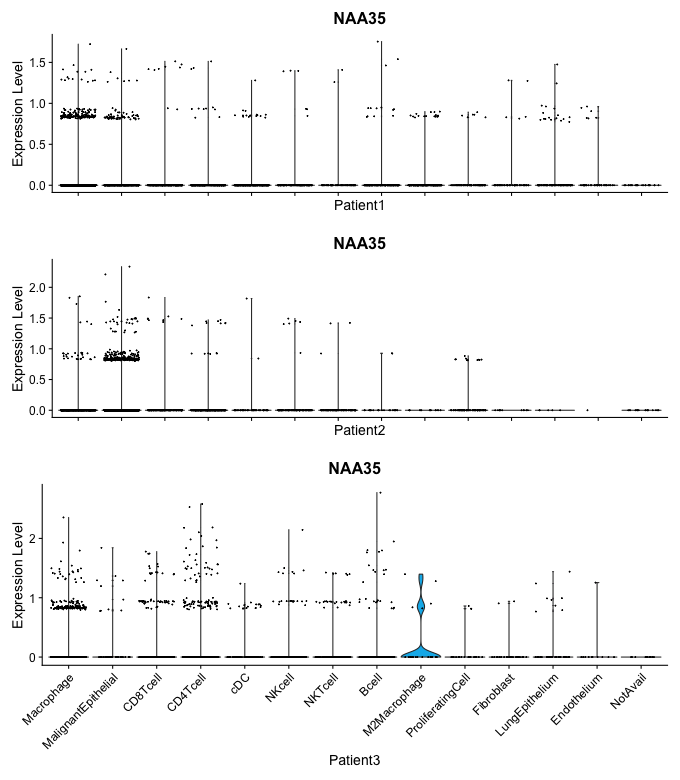 NAA35
Expression Level
1.5
1.0
0.5
0.0
Patient1
NAA35
Expression Level
2.0
1.5
1.0
0.5
0.0
Patient2
NAA35
Expression Level
2
1
0
Macrophage
MalignantEpithelial
CD8Tcell
CD4Tcell
cDC
NKcell
NKTcell
Bcell
M2Macrophage
ProliferatingCell
Fibroblast
LungEpithelium
Endothelium
NotAvail
Patient3